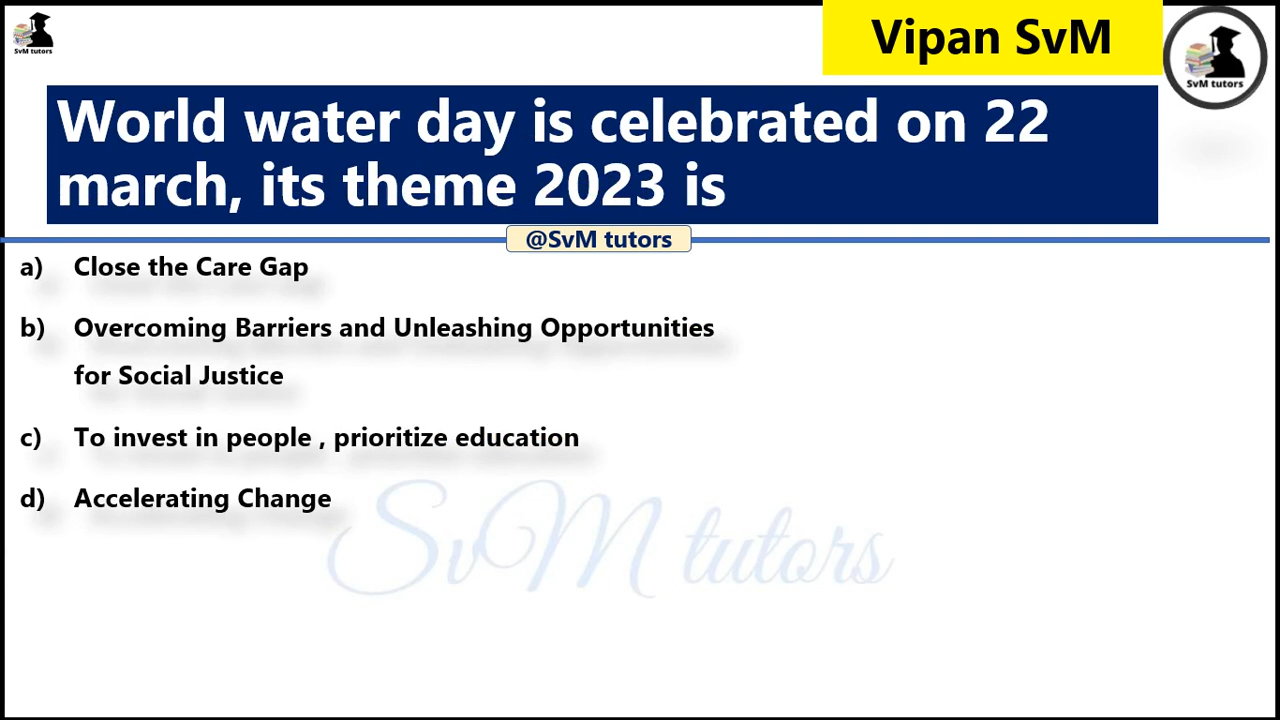 SvM tutors
Vipan SvM
SvM tutors
World water day is celebrated on 22
march, its theme 2023 is
@SvM tutors
a) Close the Care Gap
b) Overcoming Barriers and Unleashing Opportunities
for Social Justice
c) To invest in people , prioritize education
d) Accelerating Change
SvM tutors